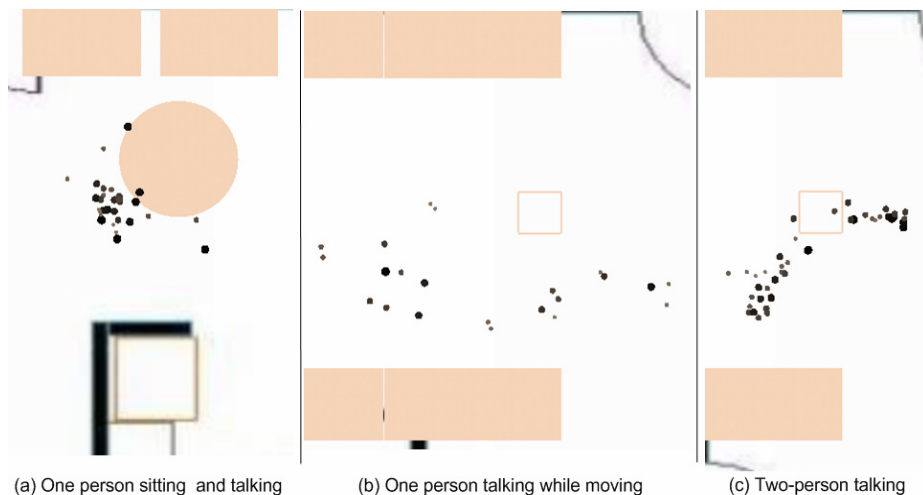 (a) One person sitting and talking
(b) One person talking while moving
(c) Two-person talking